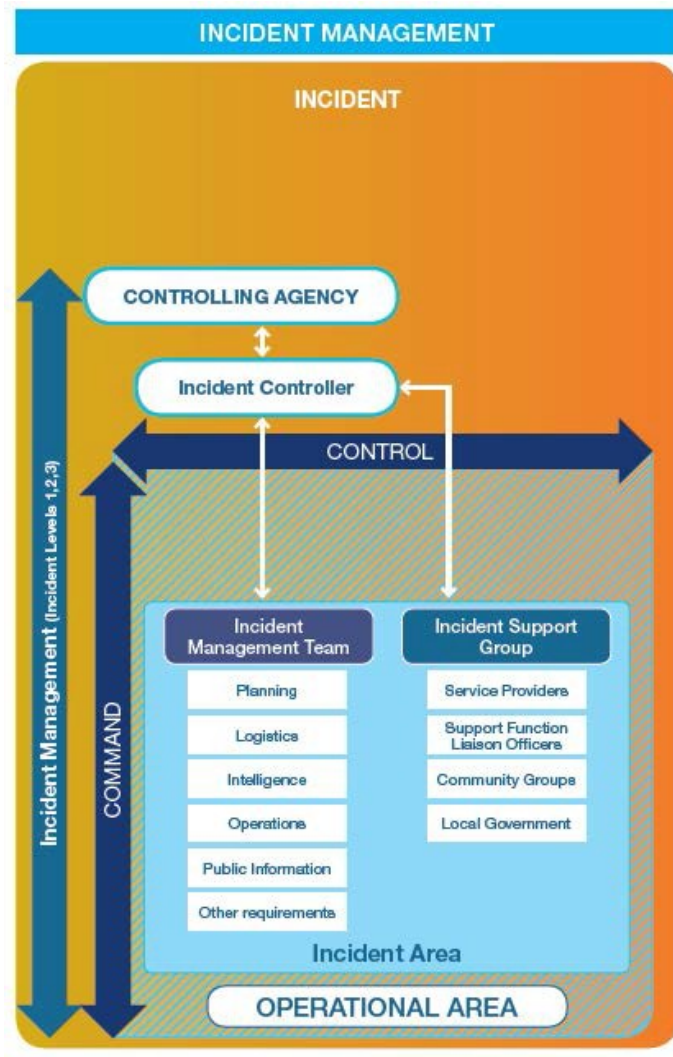 INCIDENT MANAGEMENT
INCIDENT
CONTROLLING AGENCY
Incident Controller
CONTROL
Incident Management (Incident Levels 1,2,3)
COMMAND
Incident
Management Team
Planning
Logistics
Intelligence
Operations
Public Information
Other requirements
Incident Support
Group
Service Providers
Support Function
Liaison Officers
Community Groups
Local Government
Incident Area
OPERATIONAL AREA